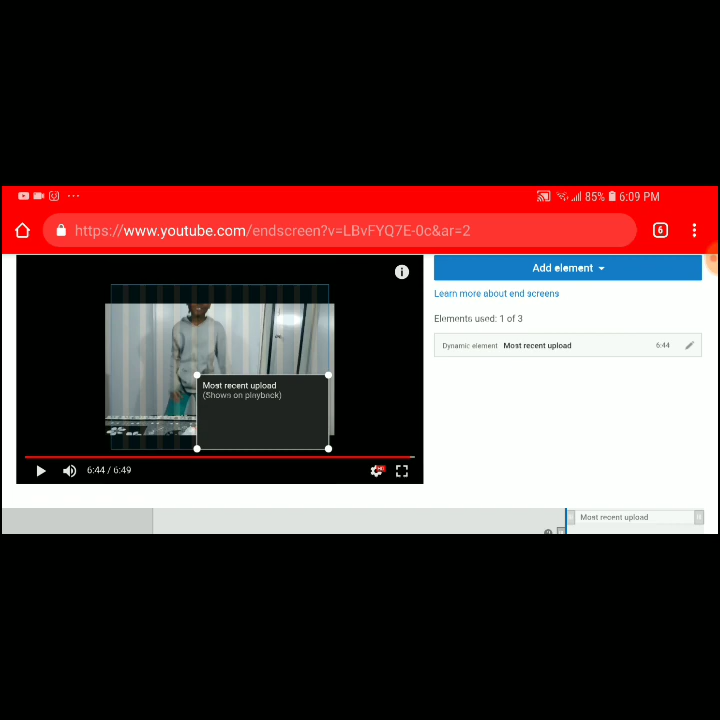 85% 6:09 PM
https://www.youtube.com/endscreen?v=LBvFYQ7E-0c&ar=2
6
Add element
Learn more about end screens
Elements used: 1 of 3
Dynamic element Most recent upload 6:44
Most recent upload
(Shown on playback)
6:44 / 6:49
HD
Most recent upload